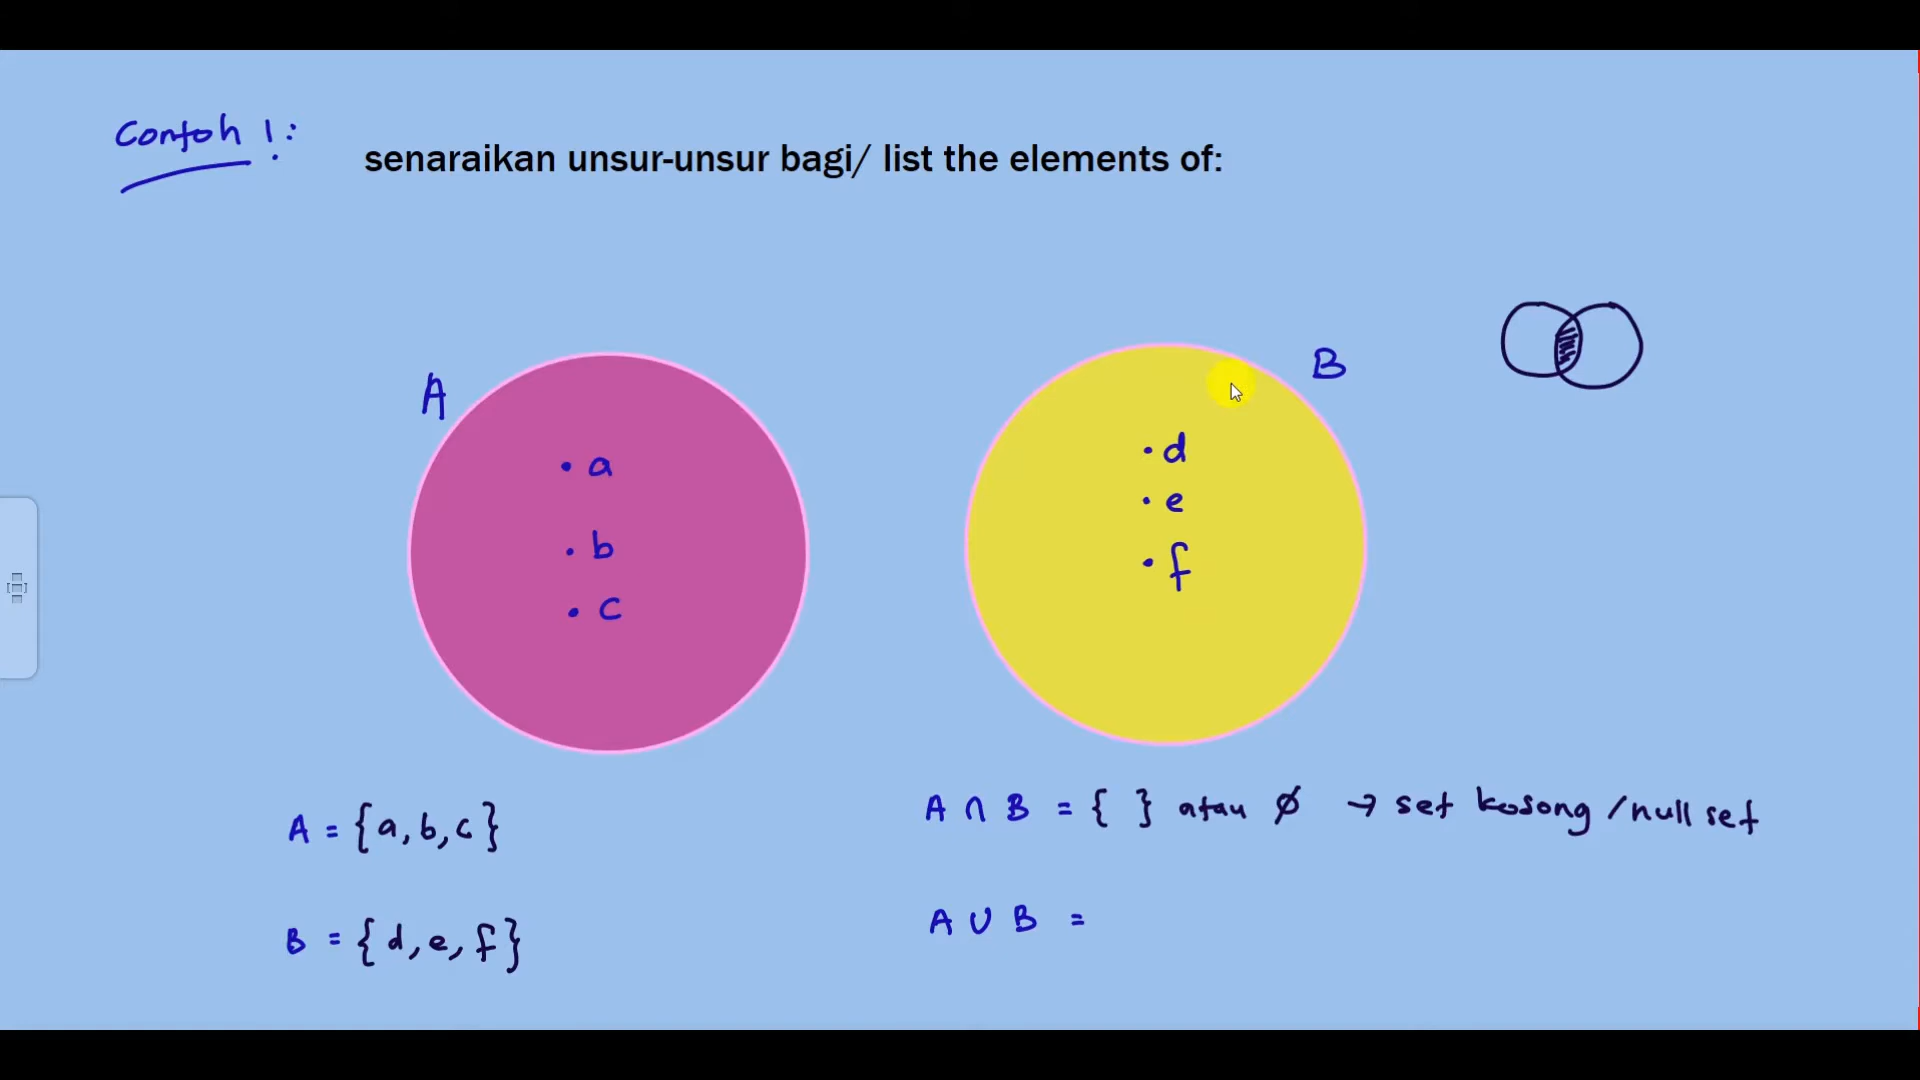 Contoh 1:
senaraikan unsur-unsur bagi/ list the elements of:
A
B
• a
• b
• c
• d
• e
• f
A = {a, b, c}
A ∩ B = { } atau Ø → set kosong / null set
B = {d, e, f}
A ∪ B =